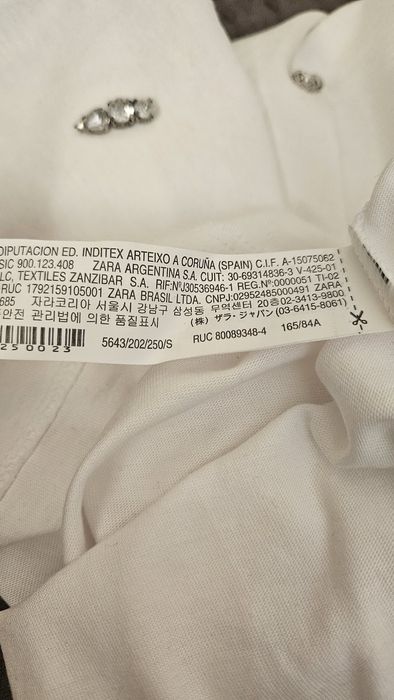 DIPUTACION ED. INDITEX ARTEIXO A CORUÑA (SPAIN) C.I.F. A-15075062
SIC 900.123.408 ZARA ARGENTINA S.A. CUIT: 30-69314836-3 V-425-01
LC, TEXTILES ZANZIBAR S.A. RIF:Nº J30536946-1 REG.Nº:0000051 TI-02
RUC 1792159105001 ZARA BRASIL LTDA. CNPJ:02952485000491 ZARA
685 자라코리아 서울시 강남구 삼성동 무역센터 20층 02-3413-9800
안전 관리법에 의한 품질표시 (株) ザラ・ジャパン (03-6415-8061)
RUC 80089348-4 165/84A
250023 5643/202/250/S